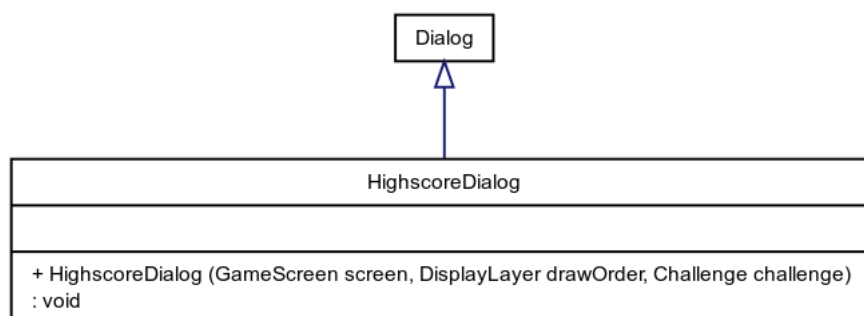 Dialog
HighscoreDialog
+ HighscoreDialog (GameScreen screen, DisplayLayer drawOrder, Challenge challenge)
: void